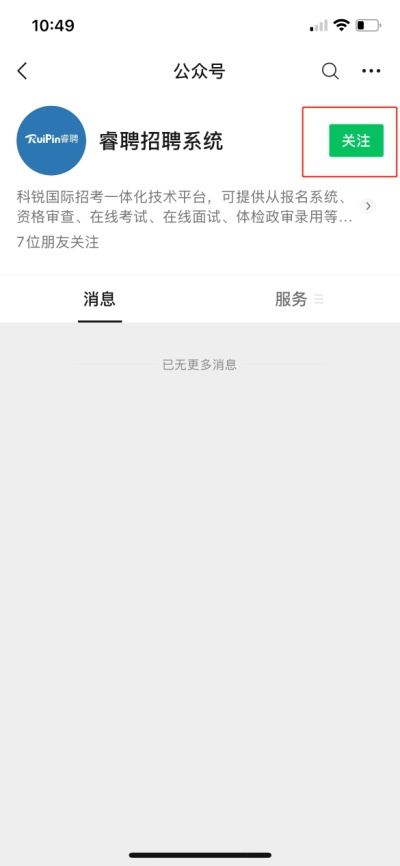 10:49
公众号
RuiPin睿聘
睿聘招聘系统
关注
科锐国际招考一体化技术平台，可提供从报名系统、
资格审查、在线考试、在线面试、体检政审录用等...
7位朋友关注
消息
服务
已无更多消息